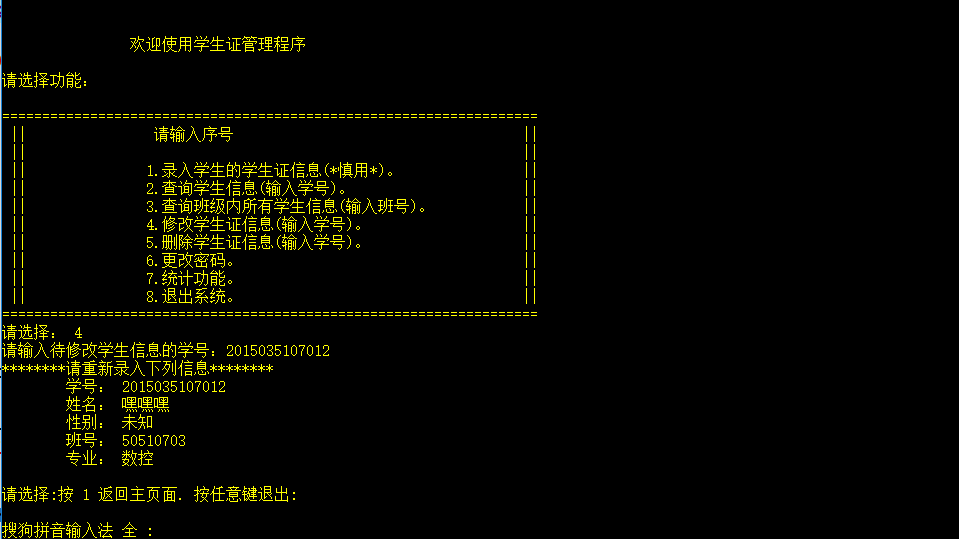 欢迎使用学生证管理程序
请选择功能:
===================================================================
|| 请输入序号 ||
|| ||
|| 1.录入学生的学生证信息(*慎用*)。 ||
|| 2.查询学生信息(输入学号)。 ||
|| 3.查询班级内所有学生信息(输入班号)。 ||
|| 4.修改学生证信息(输入学号)。 ||
|| 5.删除学生证信息(输入学号)。 ||
|| 6.更改密码。 ||
|| 7.统计功能。 ||
|| 8.退出系统。 ||
===================================================================
请选择: 4
请输入待修改学生信息的学号：2015035107012
********请重新录入下列信息********
学号： 2015035107012
姓名： 嘿嘿嘿
性别： 未知
班号： 50510703
专业： 数控
请选择:按 1 返回主页面. 按任意键退出:
搜狗拼音输入法 全 :